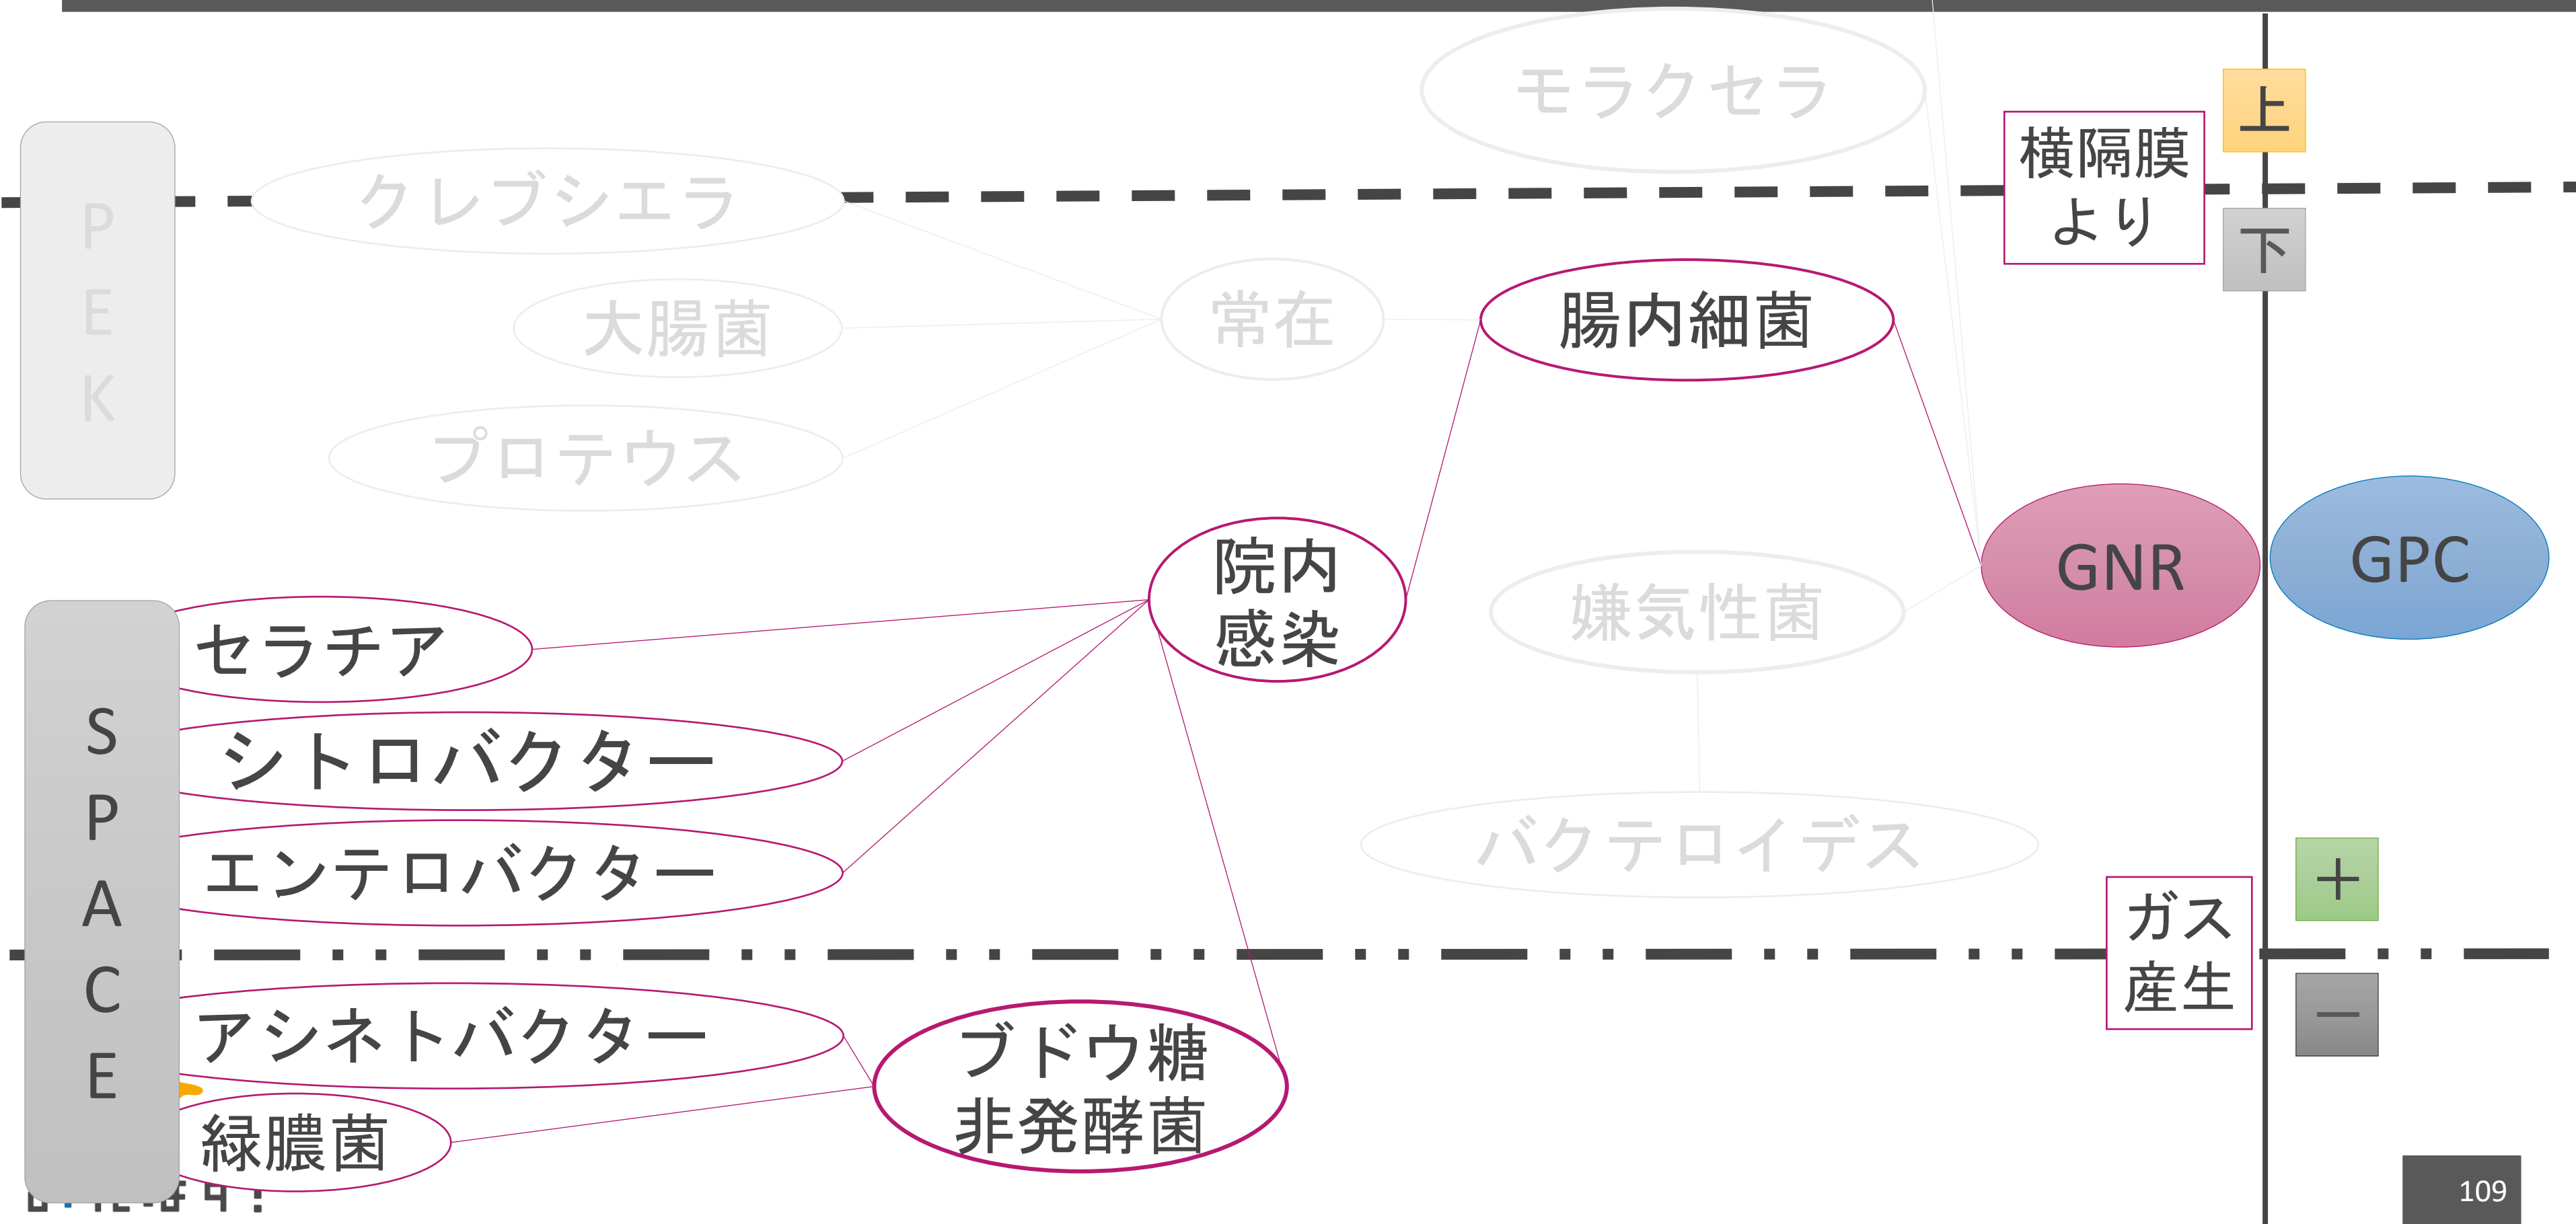 モラクセラ
上
横隔膜
より
下
P
E
K
クレブシエラ
大腸菌
プロテウス
常在
腸内細菌
院内
感染
嫌気性菌
バクテロイデス
GNR
GPC
S
P
A
C
E
セラチア
シトロバクター
エンテロバクター
アシネトバクター
緑膿菌
ブドウ糖
非発酵菌
ガス
産生
＋
－
109